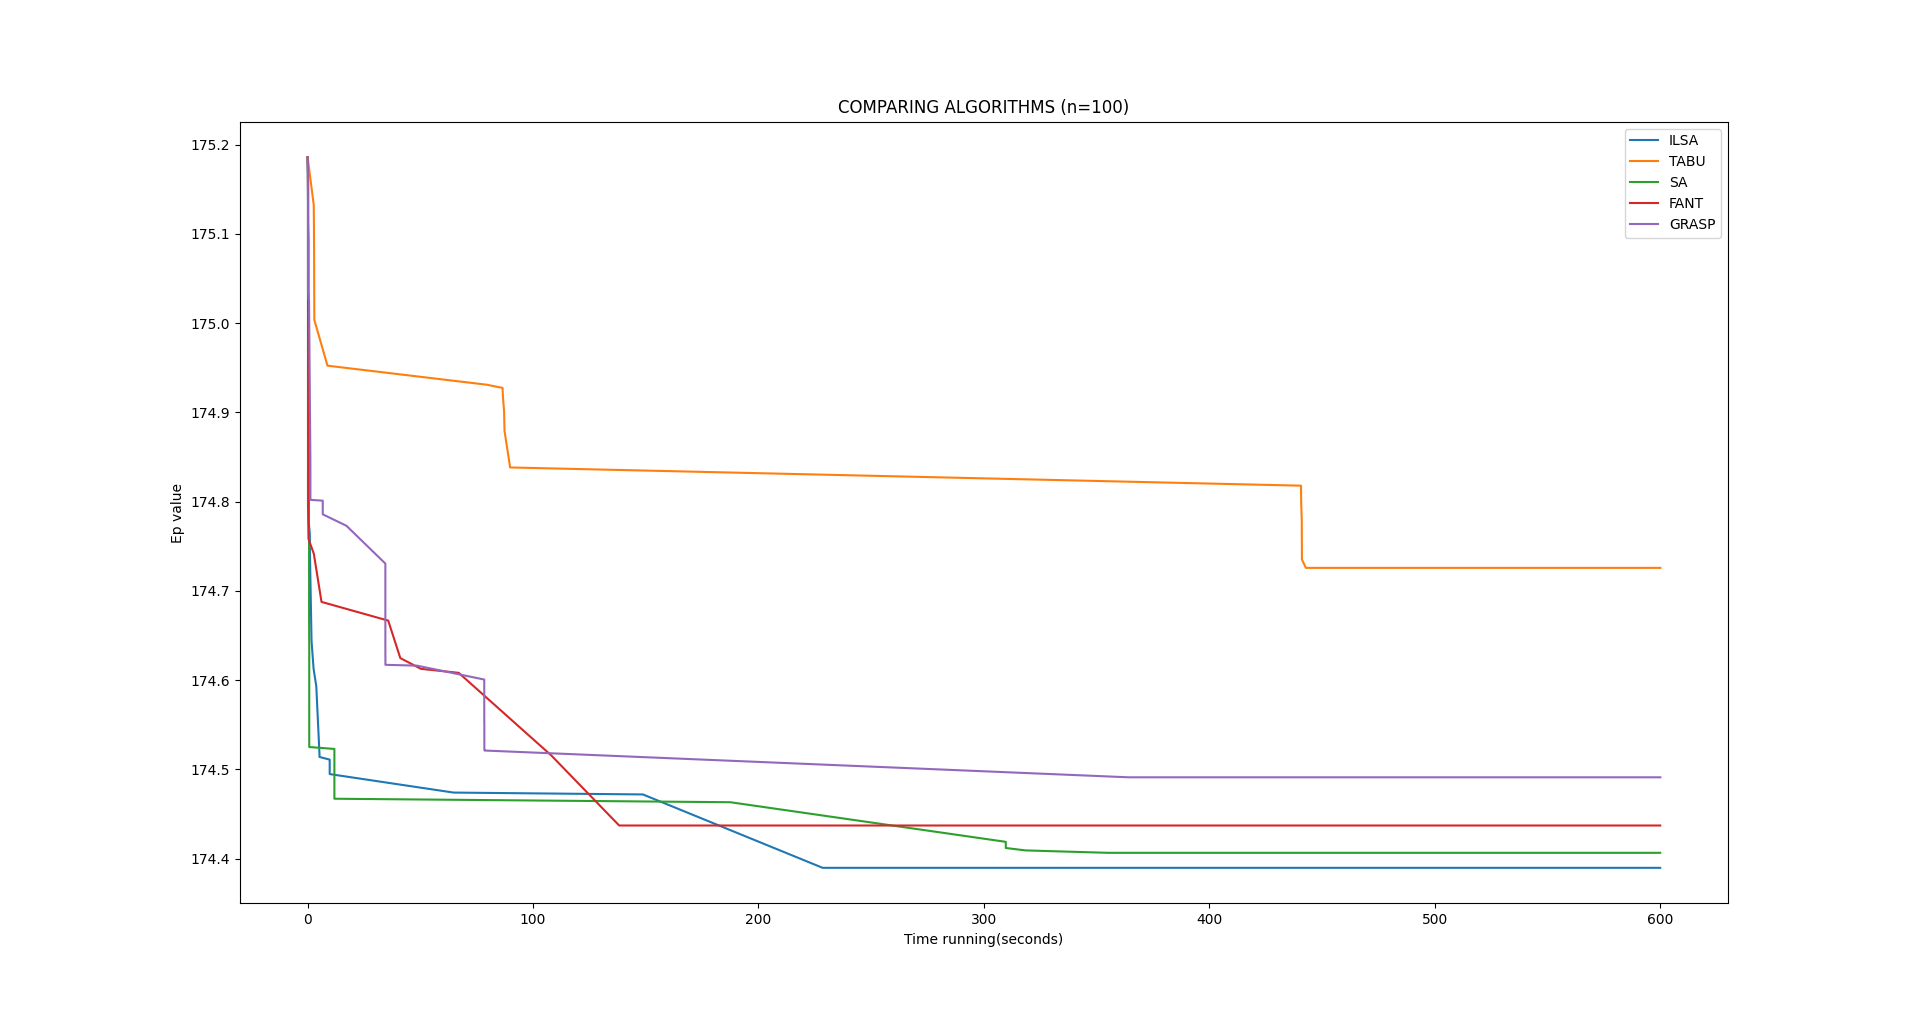 COMPARING ALGORITHMS (n=100)
175.2
175.1
175.0
174.9
174.8
174.7
174.6
174.5
174.4
Ep value
ILSA
TABU
SA
FANT
GRASP
0 100 200 300 400 500 600
Time running(seconds)